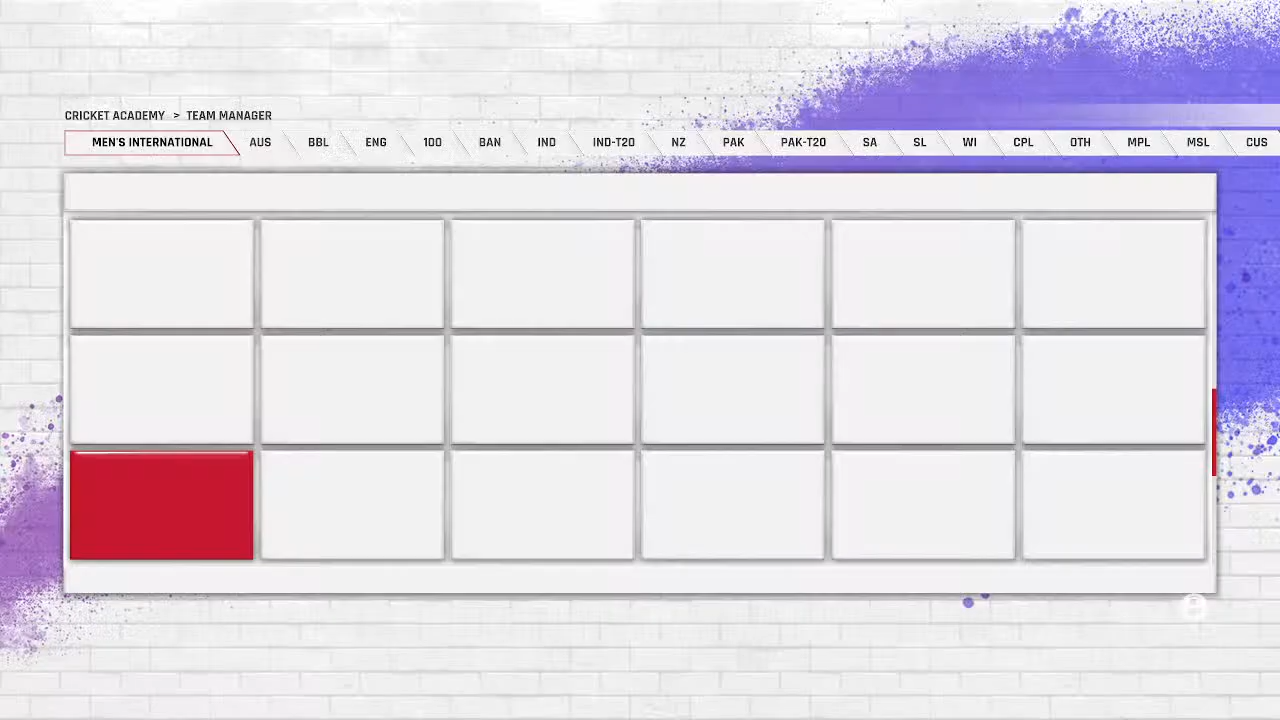 CRICKET ACADEMY > TEAM MANAGER
MEN'S INTERNATIONAL AUS BBL ENG 100 BAN IND IND-T20 NZ PAK PAK-T20 SA SL WI CPL OTH MPL MSL CUS